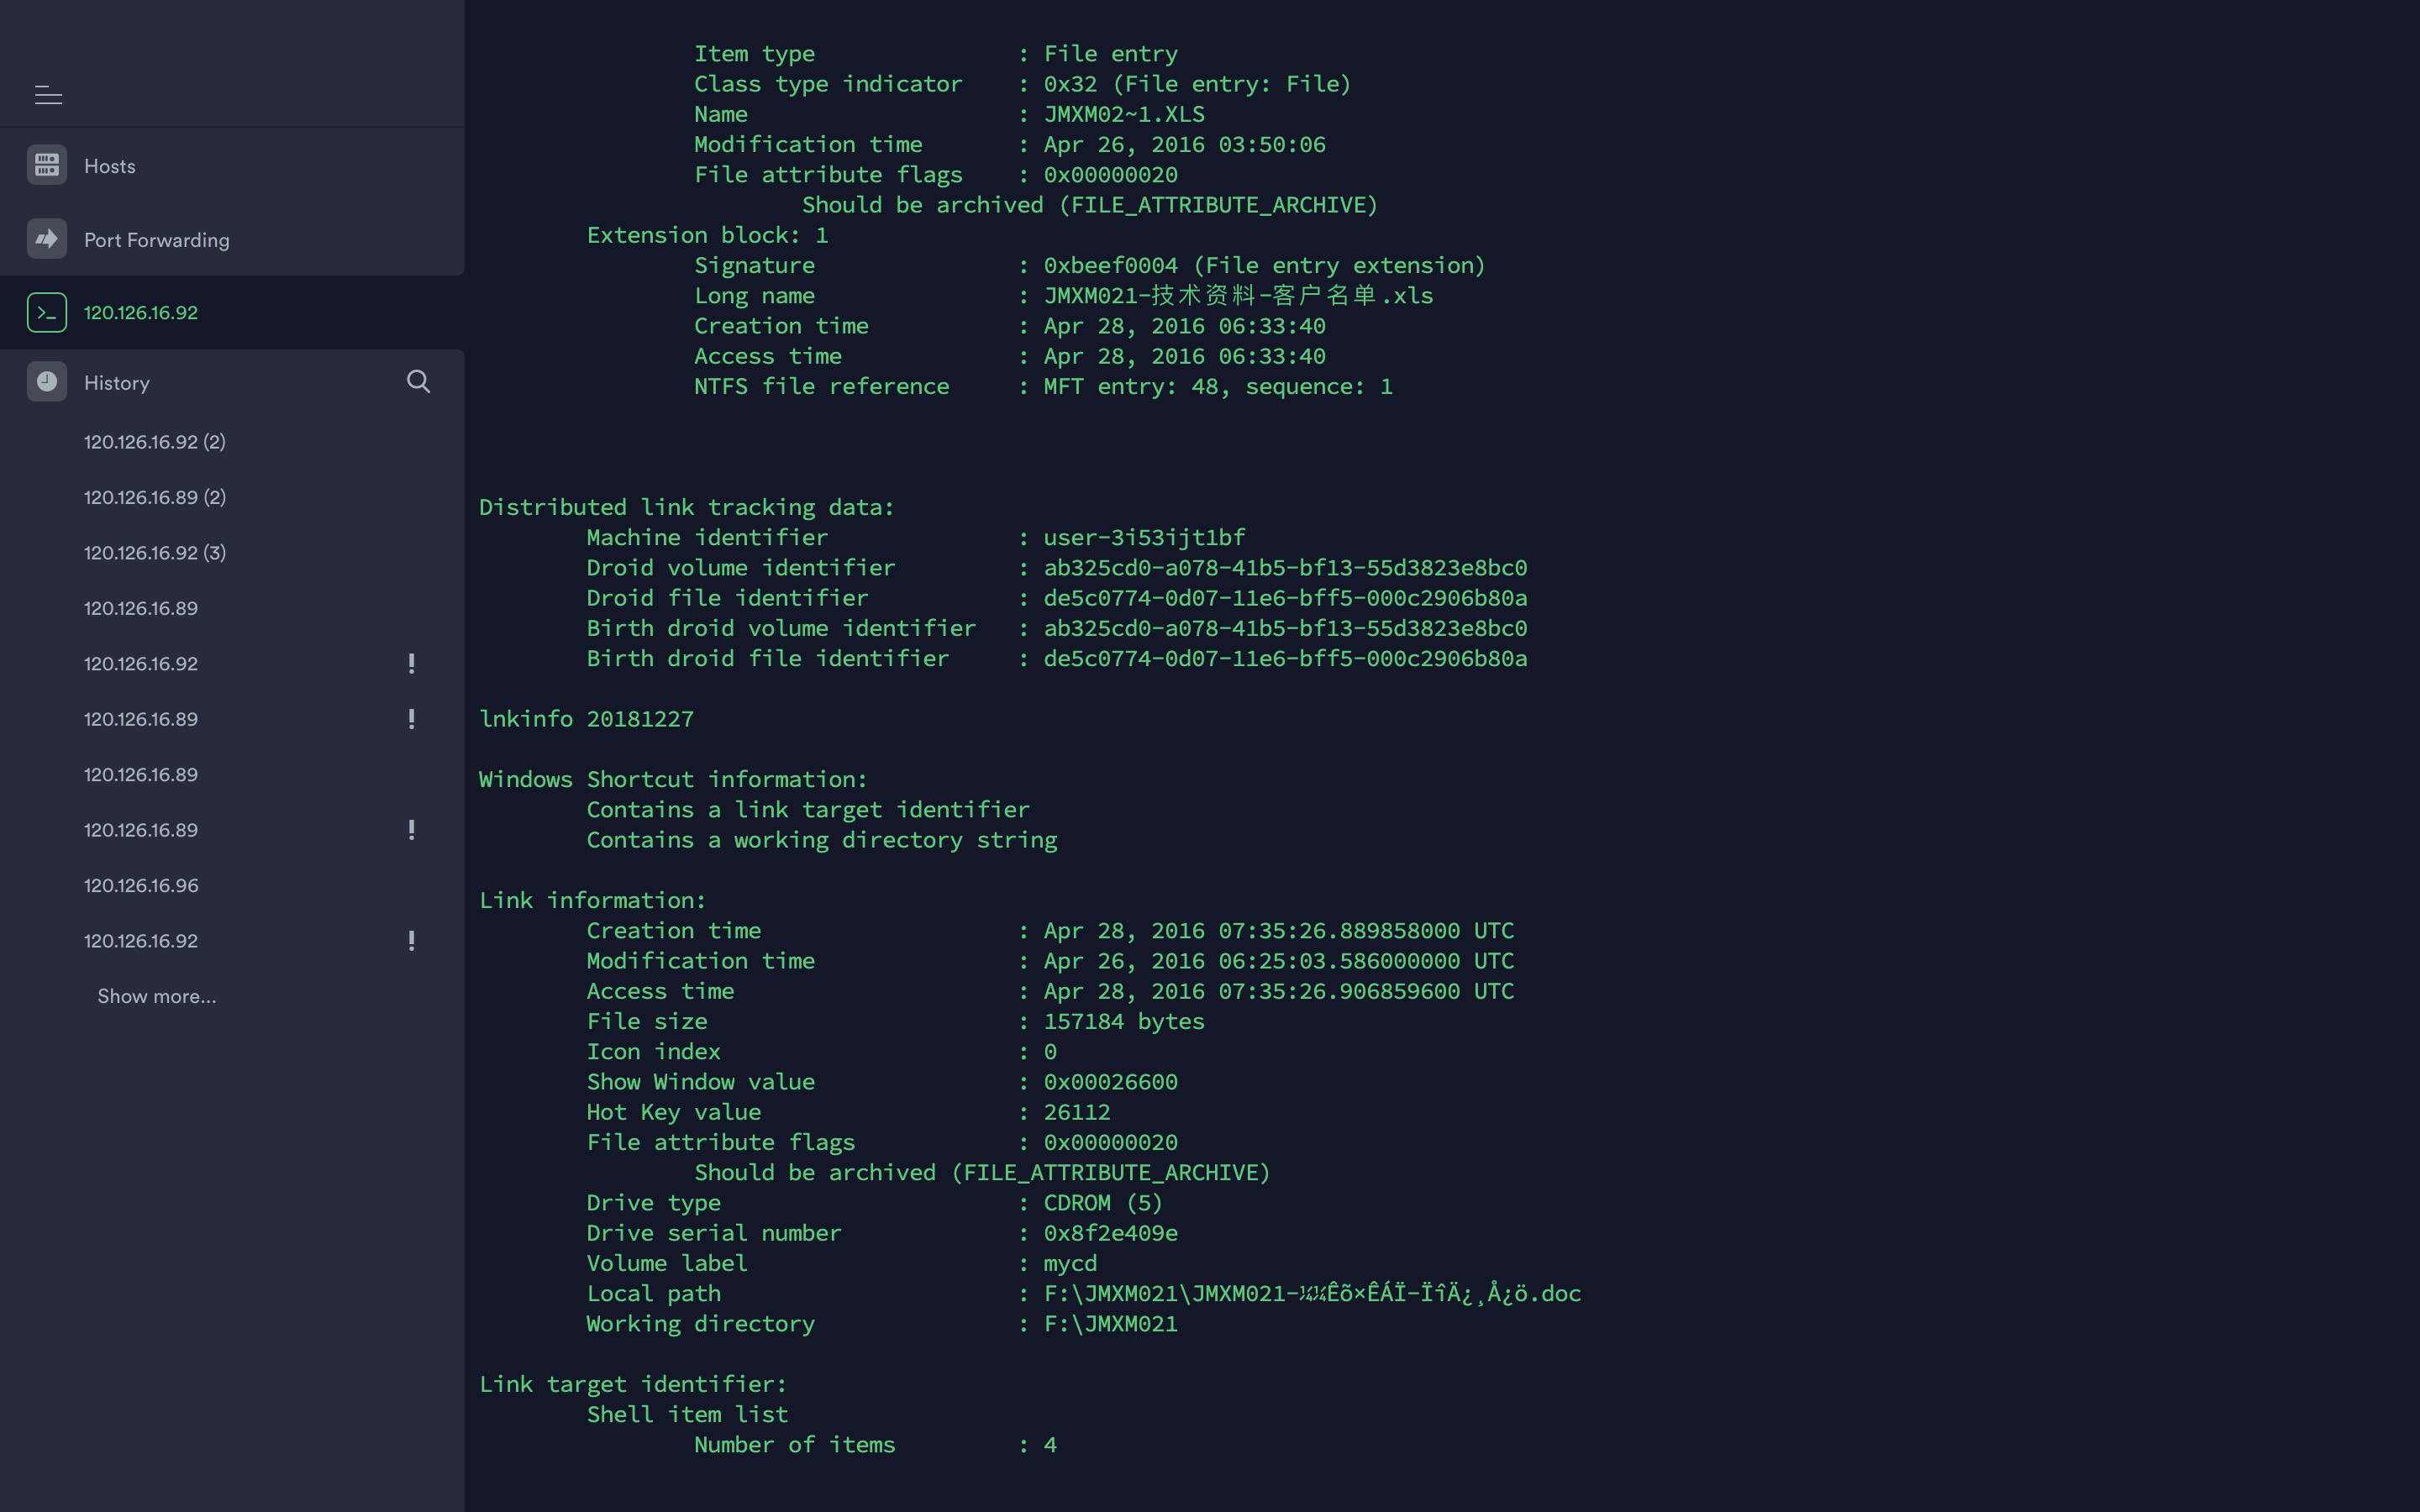 Hosts
Port Forwarding
120.126.16.92
History
120.126.16.92 (2)
120.126.16.89 (2)
120.126.16.92 (3)
120.126.16.89
120.126.16.92 !
120.126.16.89 !
120.126.16.89
120.126.16.89 !
120.126.16.96
120.126.16.92 !
Show more...
Item type : File entry
Class type indicator : 0x32 (File entry: File)
Name : JMXM02~1.XLS
Modification time : Apr 26, 2016 03:50:06
File attribute flags : 0x00000020
Should be archived (FILE_ATTRIBUTE_ARCHIVE)
Extension block: 1
Signature : 0xbeef0004 (File entry extension)
Long name : JMXM021-技术资料-客户名单.xls
Creation time : Apr 28, 2016 06:33:40
Access time : Apr 28, 2016 06:33:40
NTFS file reference : MFT entry: 48, sequence: 1
Distributed link tracking data:
Machine identifier : user-3i53ijt1bf
Droid volume identifier : ab325cd0-a078-41b5-bf13-55d3823e8bc0
Droid file identifier : de5c0774-0d07-11e6-bff5-000c2906b80a
Birth droid volume identifier : ab325cd0-a078-41b5-bf13-55d3823e8bc0
Birth droid file identifier : de5c0774-0d07-11e6-bff5-000c2906b80a
lnkinfo 20181227
Windows Shortcut information:
Contains a link target identifier
Contains a working directory string
Link information:
Creation time : Apr 28, 2016 07:35:26.889858000 UTC
Modification time : Apr 26, 2016 06:25:03.586000000 UTC
Access time : Apr 28, 2016 07:35:26.906859600 UTC
File size : 157184 bytes
Icon index : 0
Show Window value : 0x00026600
Hot Key value : 26112
File attribute flags : 0x00000020
Should be archived (FILE_ATTRIBUTE_ARCHIVE)
Drive type : CDROM (5)
Drive serial number : 0x8f2e409e
Volume label : mycd
Local path : F:\JMXM021\JMXM021-¼¼Êõ×ÊÁÏ-ÏîÄ¿¸Å¿ö.doc
Working directory : F:\JMXM021
Link target identifier:
Shell item list
Number of items : 4